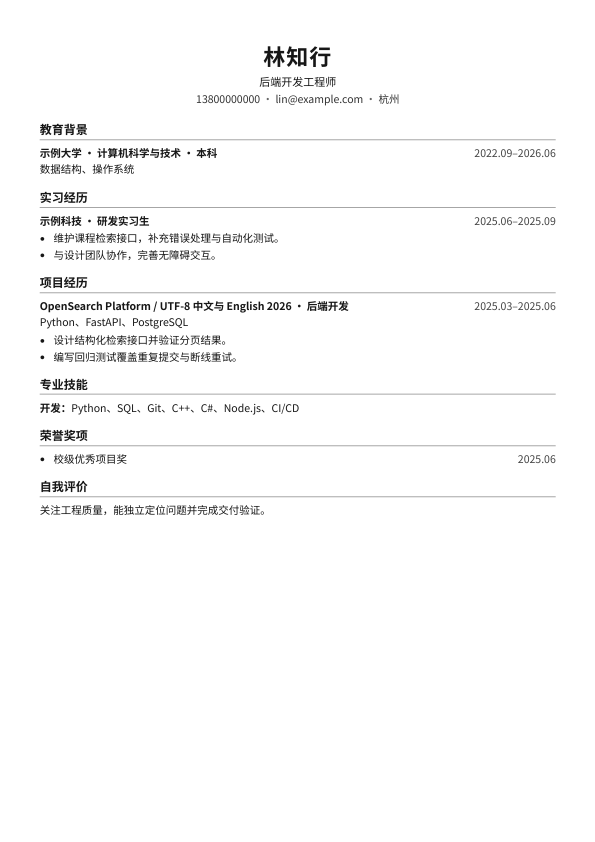 林知行
后端开发工程师
13800000000 · lin@example.com · 杭州
教育背景
示例大学 · 计算机科学与技术 · 本科 2022.09–2026.06
数据结构、操作系统
实习经历
示例科技 · 研发实习生 2025.06–2025.09
• 维护课程检索接口，补充错误处理与自动化测试。
• 与设计团队协作，完善无障碍交互。
项目经历
OpenSearch Platform / UTF-8 中文与 English 2026 · 后端开发 2025.03–2025.06
Python、FastAPI、PostgreSQL
• 设计结构化检索接口并验证分页结果。
• 编写回归测试覆盖重复提交与断线重试。
专业技能
开发：Python、SQL、Git、C++、C#、Node.js、CI/CD
荣誉奖项
• 校级优秀项目奖 2025.06
自我评价
关注工程质量，能独立定位问题并完成交付验证。